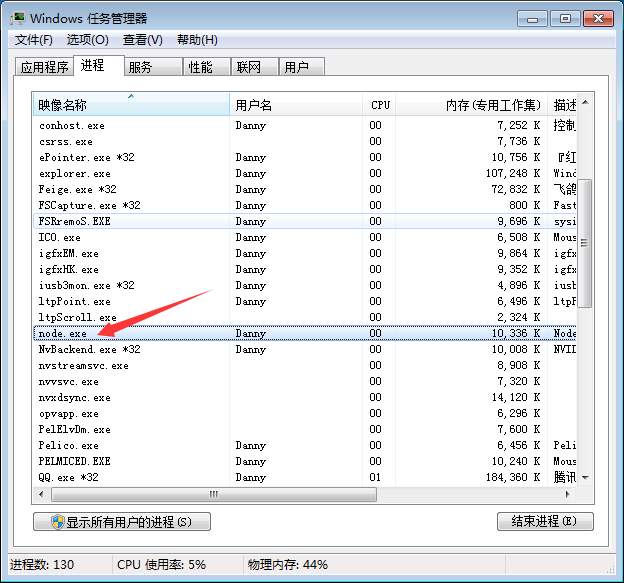 Windows 任务管理器
文件(F) 选项(O) 查看(V) 帮助(H)
应用程序 进程 服务 性能 联网 用户
映像名称 用户名 CPU 内存(专用工作集) 描述
conhost.exe Danny 00 7,252 K 控制
csrss.exe 00 7,736 K
ePointer.exe *32 Danny 00 10,756 K 『红
explorer.exe Danny 00 107,248 K Wind
Feige.exe *32 Danny 00 72,832 K 飞鸽
FSCapture.exe *32 Danny 00 800 K Fast
FSRremoS.EXE Danny 00 9,696 K sysi
ICO.exe Danny 00 6,508 K Mous
igfxEM.exe Danny 00 9,864 K igfx
igfxHK.exe Danny 00 9,352 K igfx
iusb3mon.exe *32 Danny 00 4,896 K iusb
ltpPoint.exe Danny 00 6,496 K ltpF
ltpScroll.exe 00 2,324 K
node.exe Danny 00 10,336 K Node
NvBackend.exe *32 Danny 00 10,008 K NVID
nvstreamsvc.exe 00 8,908 K
nvvsvc.exe 00 7,320 K
nvxdsync.exe 00 14,120 K
opvapp.exe 00 6,296 K
PelElvDm.exe 00 7,600 K
Pelico.exe Danny 00 6,456 K Peli
PELMICED.EXE Danny 00 10,240 K Mous
QQ.exe *32 Danny 01 184,360 K 腾讯
显示所有用户的进程(S) 结束进程(E)
进程数: 130 CPU 使用率: 5% 物理内存: 44%